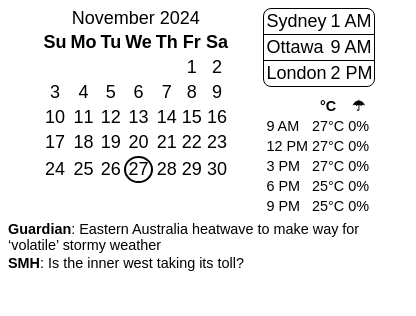 November 2024
Su Mo Tu We Th Fr Sa
1 2
3 4 5 6 7 8 9
10 11 12 13 14 15 16
17 18 19 20 21 22 23
24 25 26 27 28 29 30
Sydney 1 AM
Ottawa 9 AM
London 2 PM
°C ☂
9 AM 27°C 0%
12 PM 27°C 0%
3 PM 27°C 0%
6 PM 25°C 0%
9 PM 25°C 0%
Guardian: Eastern Australia heatwave to make way for
‘volatile’ stormy weather
SMH: Is the inner west taking its toll?